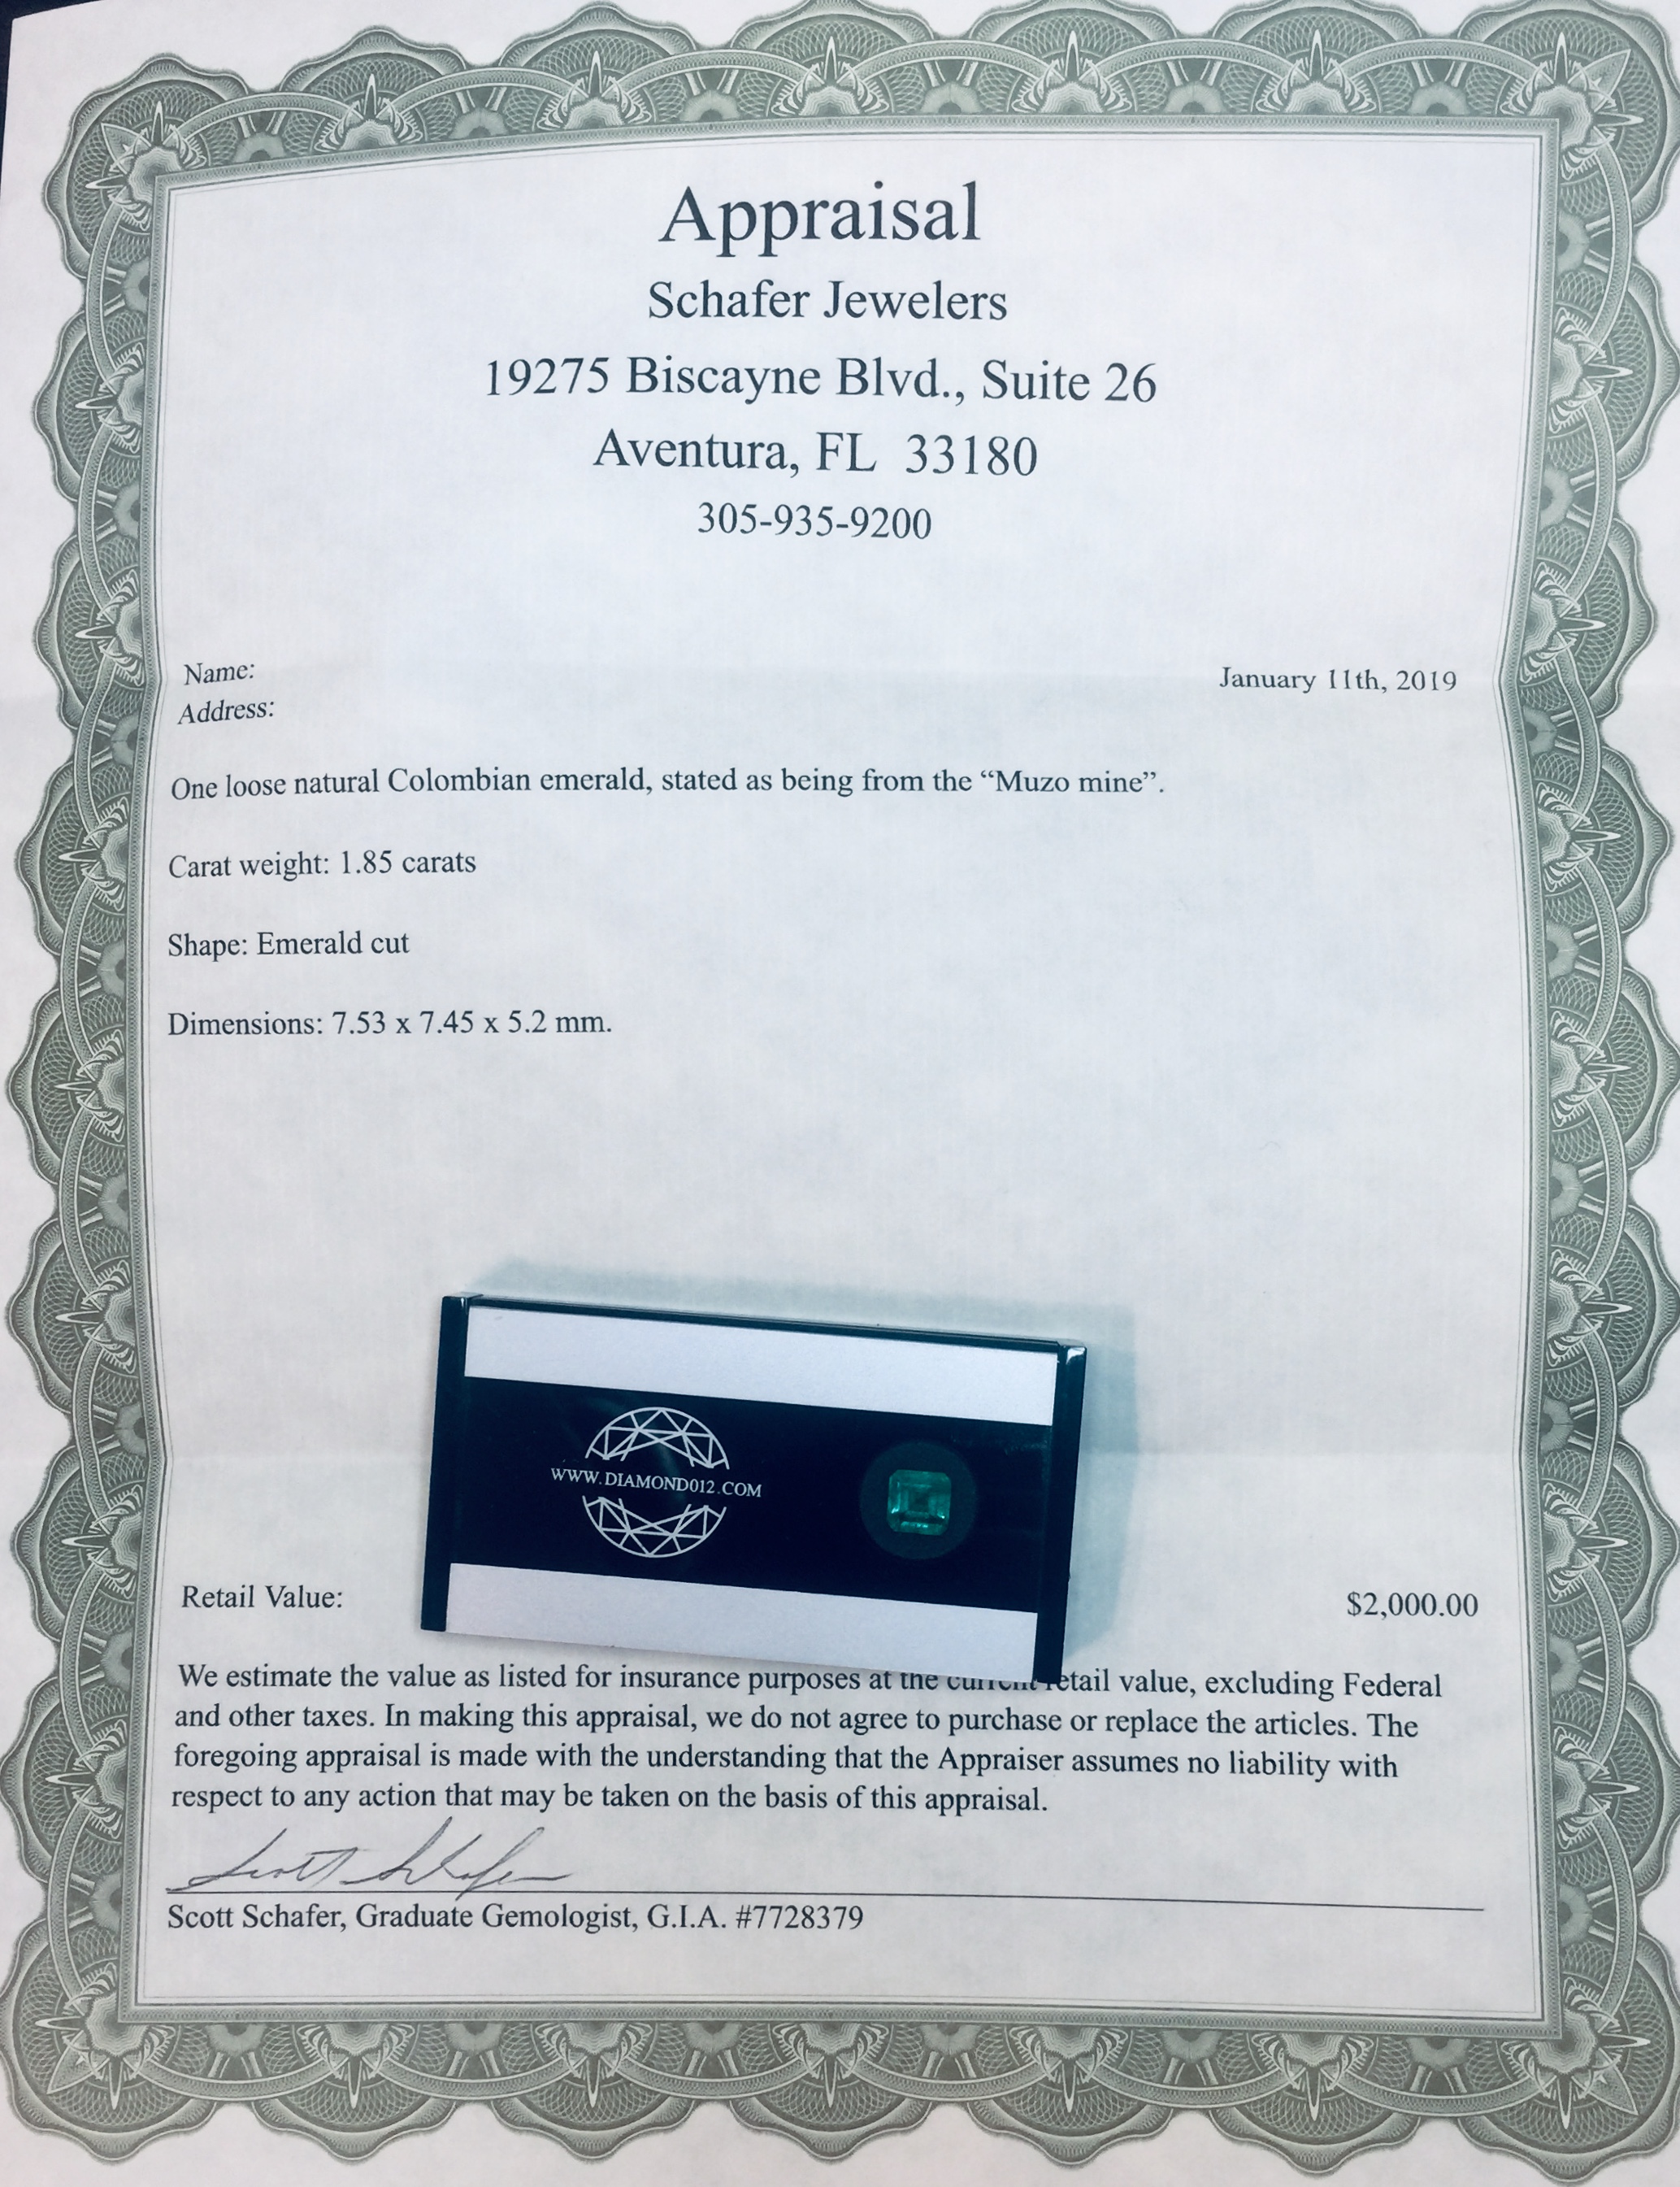 Appraisal
Schafer Jewelers
19275 Biscayne Blvd., Suite 26
Aventura, FL 33180
305-935-9200
Name:
January 11th, 2019
Address:
One loose natural Colombian emerald, stated as being from the “Muzo mine”.
Carat weight: 1.85 carats
Shape: Emerald cut
Dimensions: 7.53 x 7.45 x 5.2 mm.
WWW.DIAMOND012.COM
Retail Value:
$2,000.00
We estimate the value as listed for insurance purposes at the current retail value, excluding Federal
and other taxes. In making this appraisal, we do not agree to purchase or replace the articles. The
foregoing appraisal is made with the understanding that the Appraiser assumes no liability with
respect to any action that may be taken on the basis of this appraisal.
Scott Schafer
Scott Schafer, Graduate Gemologist, G.I.A. #7728379